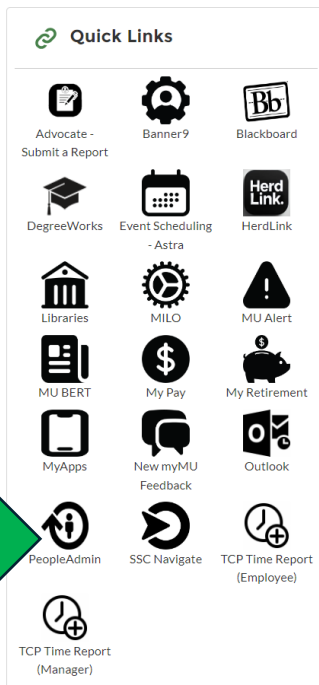 Quick Links
Bb
Advocate -
Submit a Report
Banner9
Blackboard
Herd
Link.
DegreeWorks
Event Scheduling
- Astra
HerdLink
Libraries
MILO
MU Alert
$
$
MU BERT
My Pay
My Retirement
O
MyApps
New myMU
Feedback
Outlook
PeopleAdmin
SSC Navigate
TCP Time Report
(Employee)
TCP Time Report
(Manager)